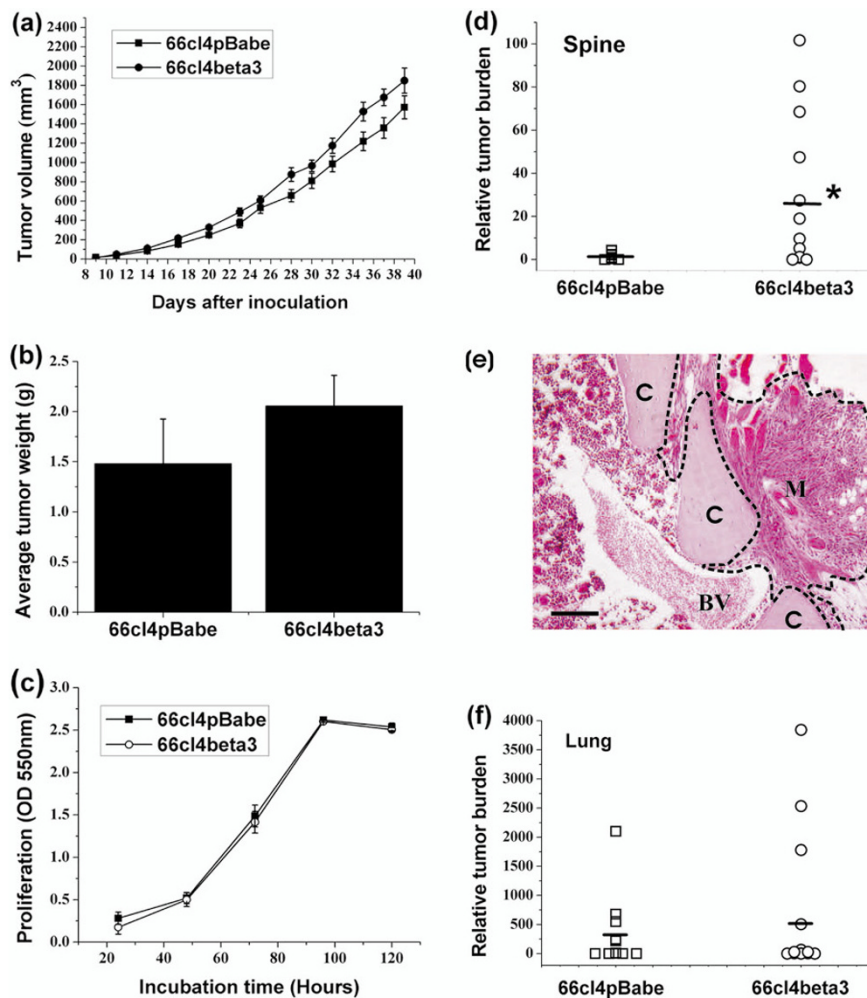 (a)
66cl4pBabe
66cl4beta3
2400
2200
2000
1800
1600
1400
1200
1000
800
600
400
200
0
Tumor volume (mm3)
8 10 12 14 16 18 20 22 24 26 28 30 32 34 36 38 40
Days after inoculation
(b)
2.5
2.0
1.5
1.0
0.5
0.0
Average tumor weight (g)
66cl4pBabe 66cl4beta3
(c)
66cl4pBabe
66cl4beta3
3.0
2.5
2.0
1.5
1.0
0.5
0.0
Proliferation (OD 550nm)
20 40 60 80 100 120
Incubation time (Hours)
(d)
Spine
100
80
60
40
20
0
Relative tumor burden
*
66cl4pBabe 66cl4beta3
(e)
C
C
M
BV
C
(f)
Lung
4000
3500
3000
2500
2000
1500
1000
500
0
Relative tumor burden
66cl4pBabe 66cl4beta3